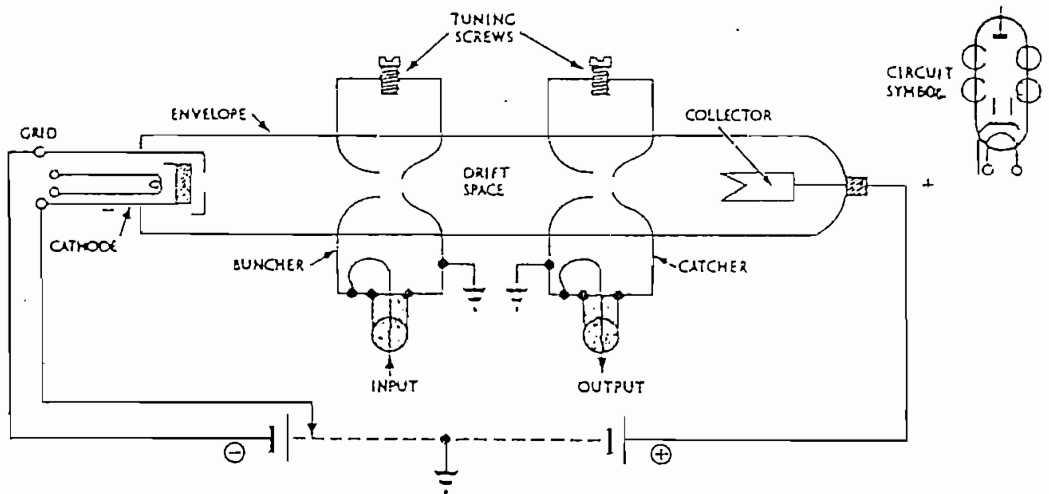 TUNING
SCREWS
CIRCUIT
SYMBOL
ENVELOPE
COLLECTOR
GRID
DRIFT
SPACE
+
−
CATHODE
BUNCHER
CATCHER
INPUT
OUTPUT
−
+